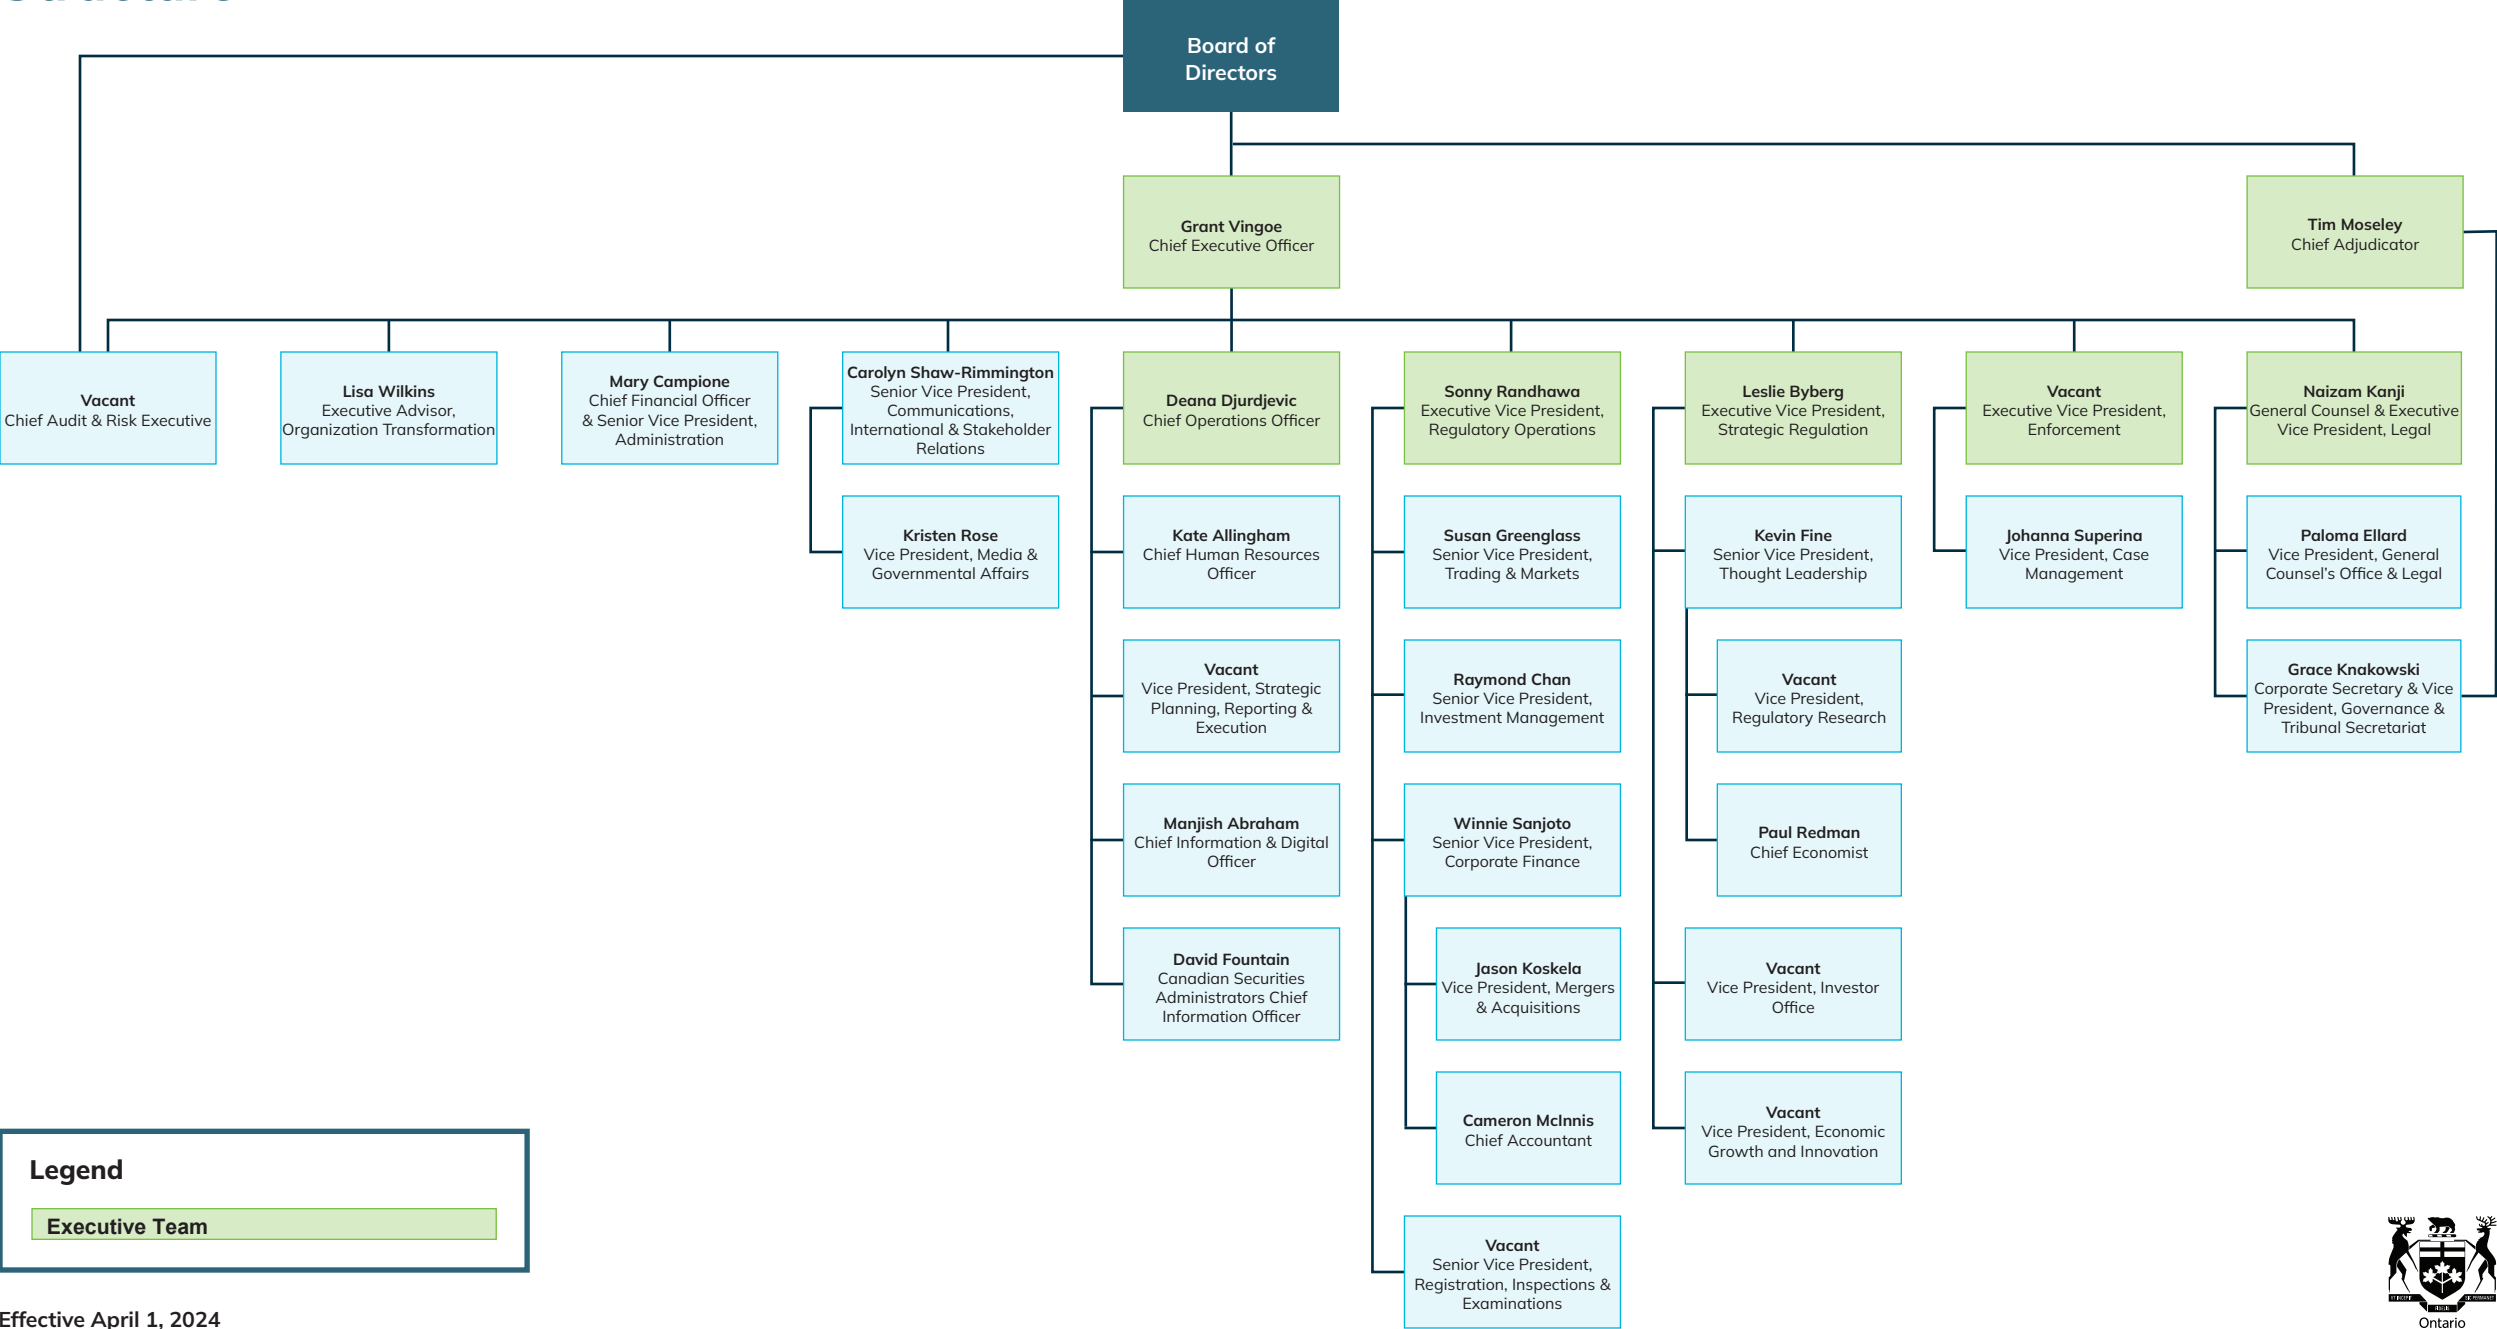 Board of
Directors
Grant Vingoe
Chief Executive Officer
Tim Moseley
Chief Adjudicator
Vacant
Chief Audit & Risk Executive
Lisa Wilkins
Executive Advisor,
Organization Transformation
Mary Campione
Chief Financial Officer
& Senior Vice President,
Administration
Carolyn Shaw-Rimmington
Senior Vice President,
Communications,
International & Stakeholder
Relations
Deana Djurdjevic
Chief Operations Officer
Sonny Randhawa
Executive Vice President,
Regulatory Operations
Leslie Byberg
Executive Vice President,
Strategic Regulation
Vacant
Executive Vice President,
Enforcement
Naizam Kanji
General Counsel & Executive
Vice President, Legal
Kristen Rose
Vice President, Media &
Governmental Affairs
Kate Allingham
Chief Human Resources
Officer
Susan Greenglass
Senior Vice President,
Trading & Markets
Kevin Fine
Senior Vice President,
Thought Leadership
Johanna Superina
Vice President, Case
Management
Paloma Ellard
Vice President, General
Counsel's Office & Legal
Vacant
Vice President, Strategic
Planning, Reporting &
Execution
Raymond Chan
Senior Vice President,
Investment Management
Vacant
Vice President,
Regulatory Research
Grace Knakowski
Corporate Secretary & Vice
President, Governance &
Tribunal Secretariat
Manjish Abraham
Chief Information & Digital
Officer
Winnie Sanjoto
Senior Vice President,
Corporate Finance
Paul Redman
Chief Economist
David Fountain
Canadian Securities
Administrators Chief
Information Officer
Jason Koskela
Vice President, Mergers
& Acquisitions
Vacant
Vice President, Investor
Office
Cameron McInnis
Chief Accountant
Vacant
Vice President, Economic
Growth and Innovation
Vacant
Senior Vice President,
Registration, Inspections &
Examinations
Legend
Executive Team
Effective April 1, 2024
Ontario